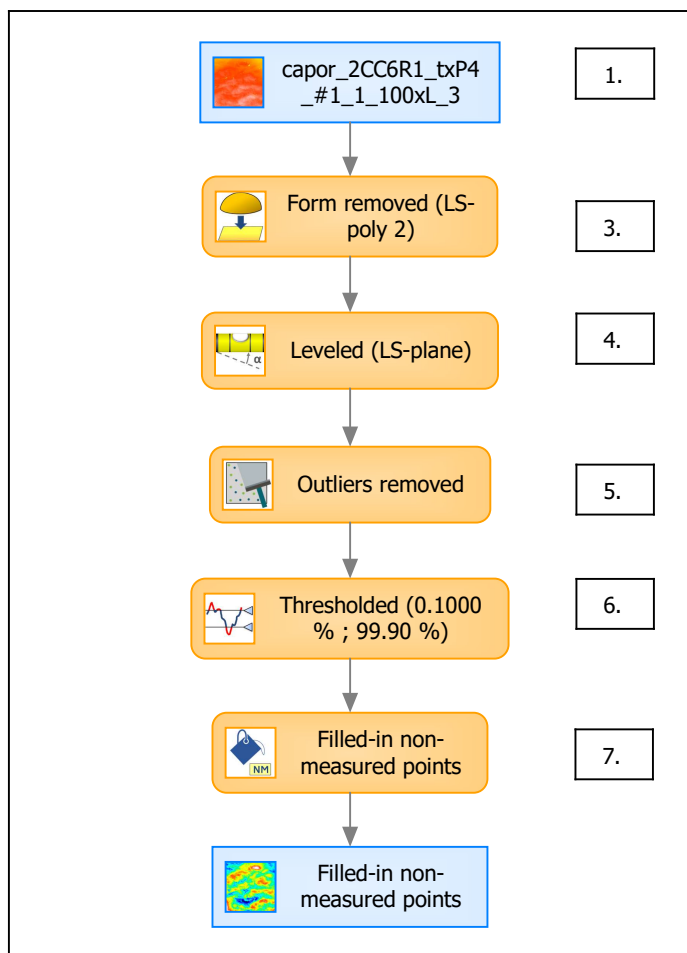 capor_2CC6R1_txP4
_#1_1_100xL_3
1.
Form removed (LS-
poly 2)
3.
Leveled (LS-plane)
4.
α
Outliers removed
5.
Thresholded (0.1000
% ; 99.90 %)
6.
Filled-in non-
measured points
7.
NM
Filled-in non-
measured points